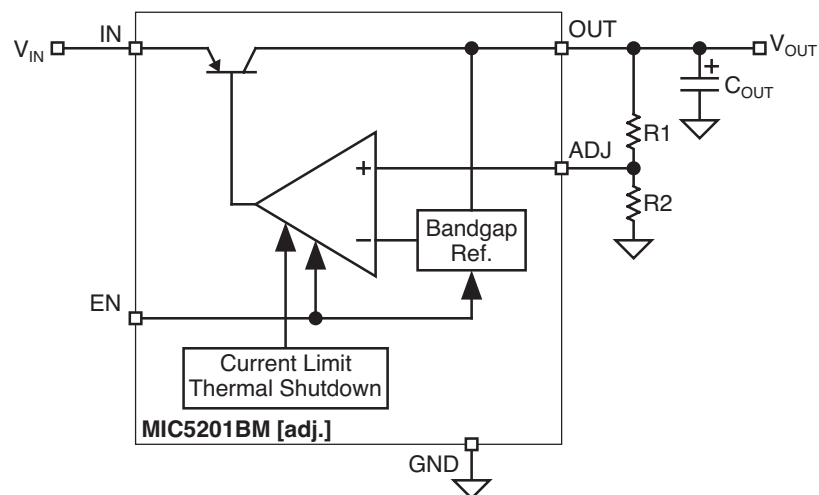 IN
OUT
V_IN
V_OUT
+
C_OUT
R1
ADJ
+
R2
–
Bandgap
Ref.
EN
Current Limit
Thermal Shutdown
MIC5201BM [adj.]
GND